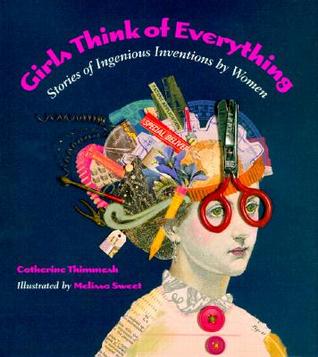 Girls Think of Everything
Stories of Ingenious Inventions by Women
SPECIAL DELIVERY
Catherine Thimmesh
Illustrated by Melissa Sweet